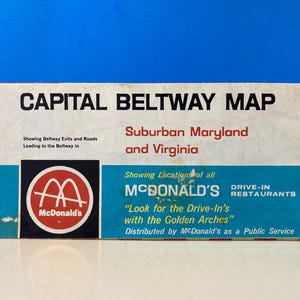 CAPITAL BELTWAY MAP
Showing Beltway Exits and Roads
Leading to the Beltway in
Suburban Maryland
and Virginia
McDonald's
Showing Locations of all
McDONALD'S DRIVE-IN
RESTAURANTS
"Look for the Drive-In's
with the Golden Arches"
Distributed by McDonald's as a Public Service